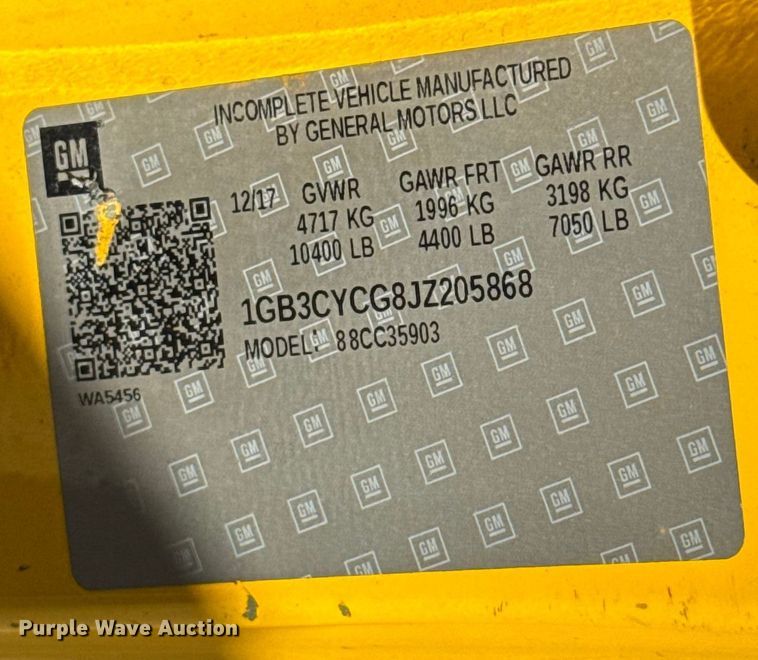 INCOMPLETE VEHICLE MANUFACTURED
BY GENERAL MOTORS LLC
GM
12/17 GVWR GAWR FRT GAWR RR
4717 KG 1996 KG 3198 KG
10400 LB 4400 LB 7050 LB
1GB3CYCG8JZ205868
MODEL: 88CC35903
WA5456
Purple Wave Auction